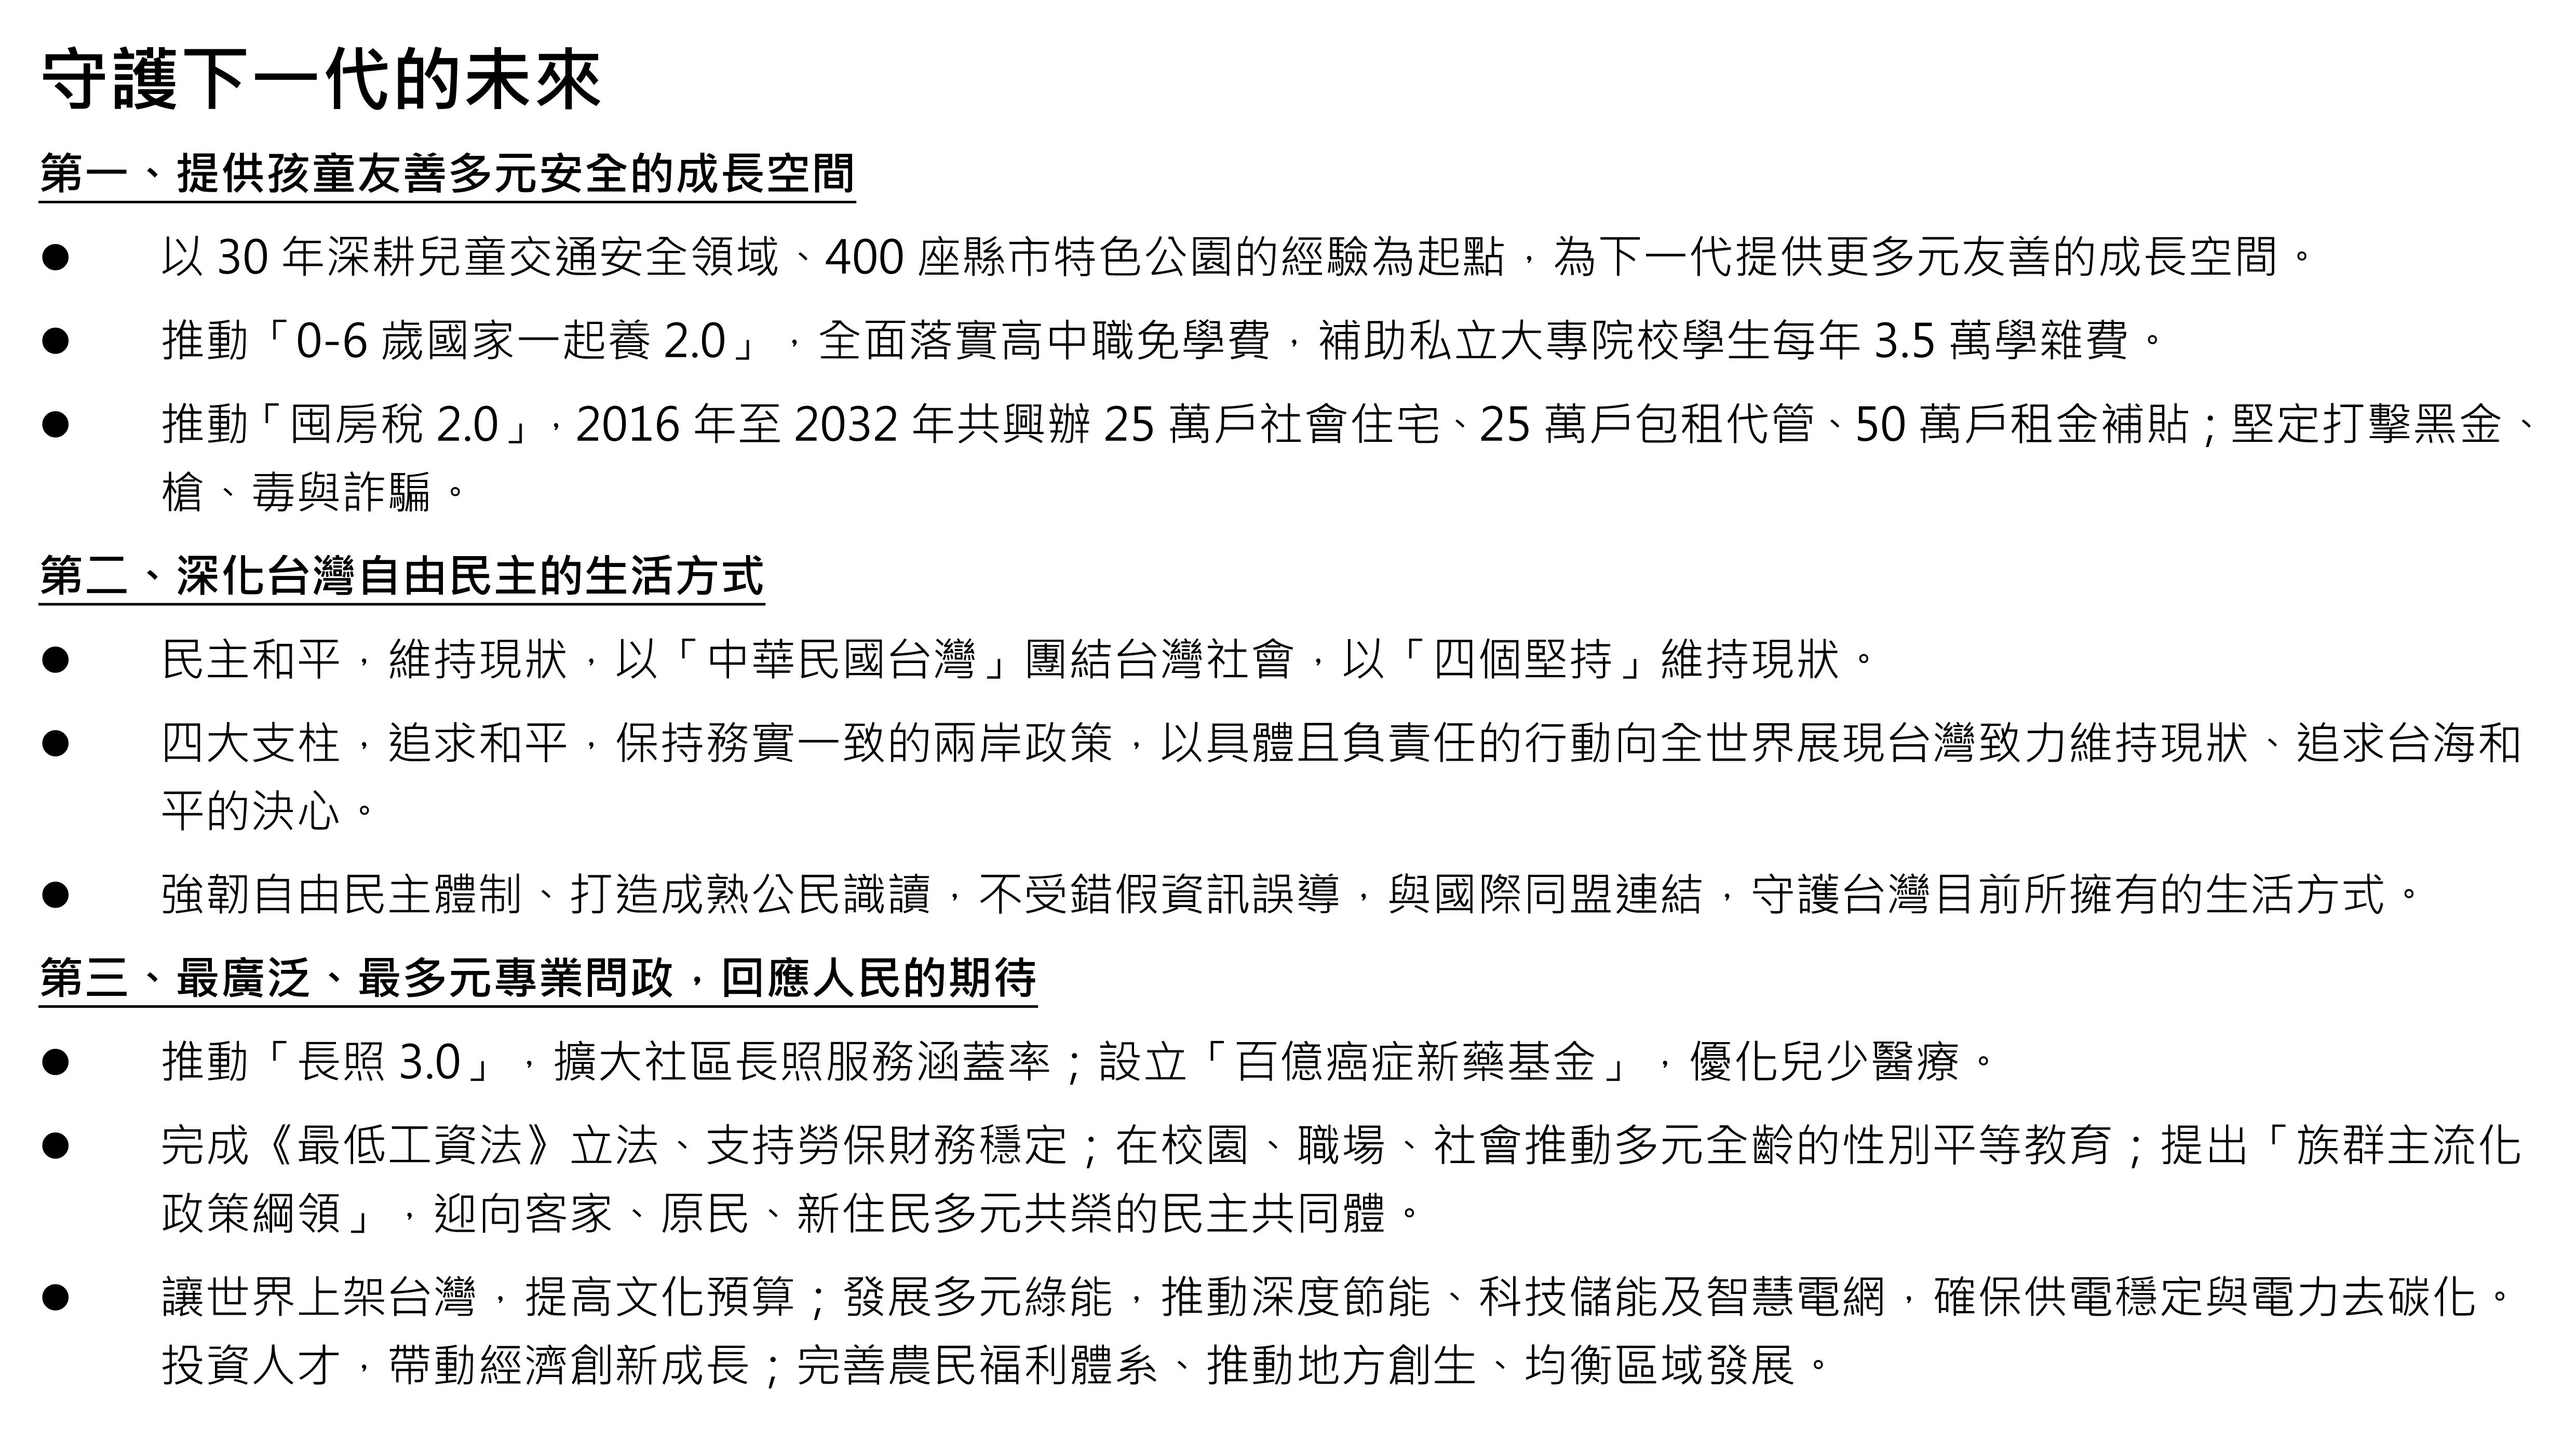 守護下一代的未來
第一、提供孩童友善多元安全的成長空間
● 以 30 年深耕兒童交通安全領域、400 座縣市特色公園的經驗為起點，為下一代提供更多元友善的成長空間。
● 推動「0-6 歲國家一起養 2.0」，全面落實高中職免學費，補助私立大專院校學生每年 3.5 萬學雜費。
● 推動「囤房稅 2.0」，2016 年至 2032 年共興辦 25 萬戶社會住宅、25 萬戶包租代管、50 萬戶租金補貼；堅定打擊黑金、
槍、毒與詐騙。
第二、深化台灣自由民主的生活方式
● 民主和平，維持現狀，以「中華民國台灣」團結台灣社會，以「四個堅持」維持現狀。
● 四大支柱，追求和平，保持務實一致的兩岸政策，以具體且負責任的行動向全世界展現台灣致力維持現狀、追求台海和
平的決心。
● 強韌自由民主體制、打造成熟公民識讀，不受錯假資訊誤導，與國際同盟連結，守護台灣目前所擁有的生活方式。
第三、最廣泛、最多元專業問政，回應人民的期待
● 推動「長照 3.0」，擴大社區長照服務涵蓋率；設立「百億癌症新藥基金」，優化兒少醫療。
● 完成《最低工資法》立法、支持勞保財務穩定；在校園、職場、社會推動多元全齡的性別平等教育；提出「族群主流化
政策綱領」，迎向客家、原民、新住民多元共榮的民主共同體。
● 讓世界上架台灣，提高文化預算；發展多元綠能，推動深度節能、科技儲能及智慧電網，確保供電穩定與電力去碳化。
投資人才，帶動經濟創新成長；完善農民福利體系、推動地方創生、均衡區域發展。